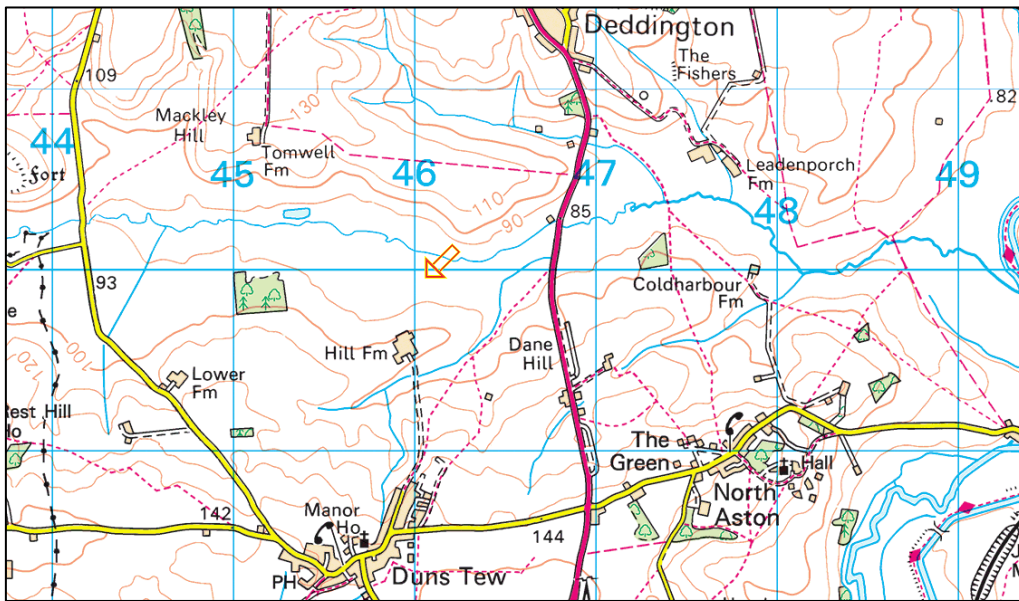 Deddington
The
Fishers
109
130
82
Mackley
Hill
44
Tomwell
Fm
45
46
47
Leadenporch
Fm
49
fort
110
90
85
48
93
Coldharbour
Fm
e
Hill Fm
Dane
Hill
100
120
Lower
Fm
est Hill
Ho
The
Green
Hall
North
Aston
142
Manor
Ho
144
PH
Duns Tew